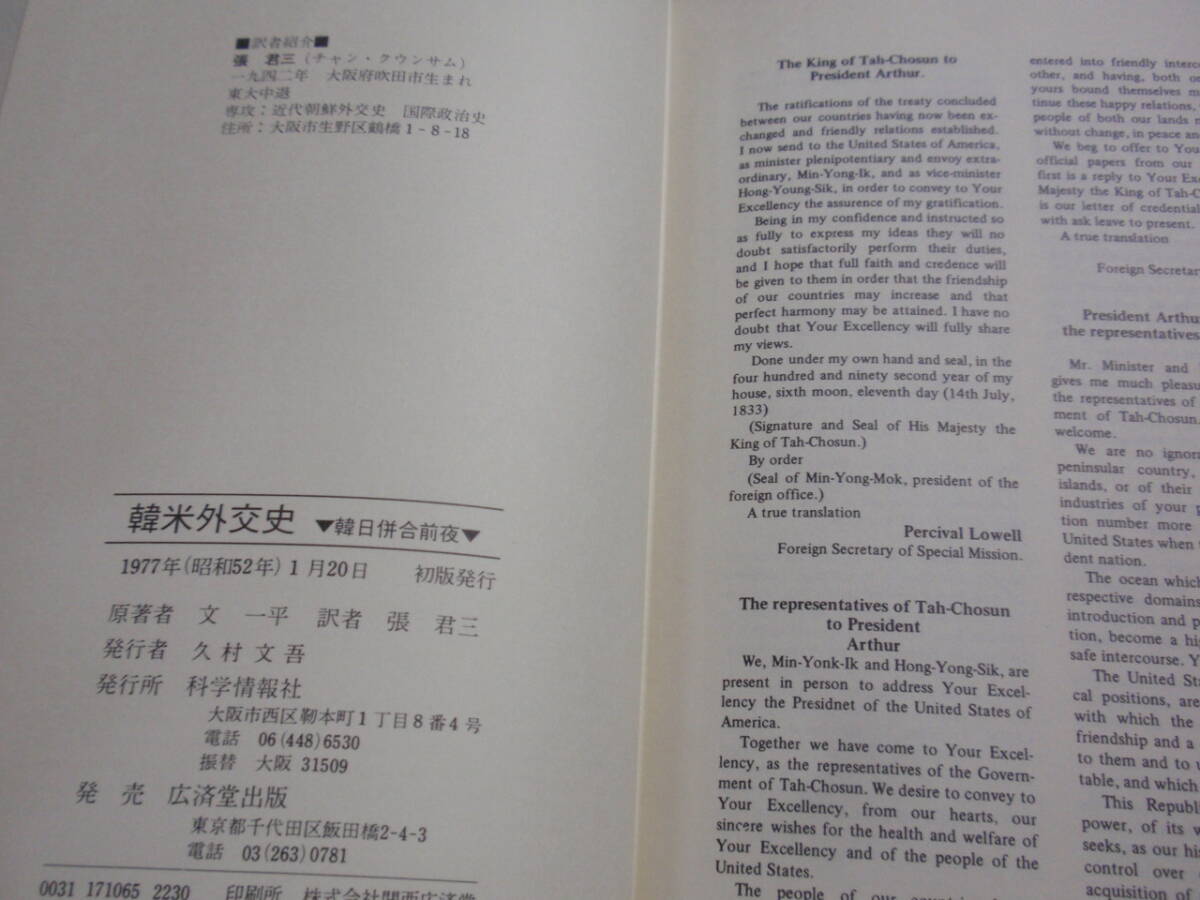 ■訳者紹介■
張 君三(チャン・クウンサム)
一九四二年 大阪府吹田市生まれ
東大中退
専攻：近代朝鮮外交史 国際政治史
住所：大阪市生野区鶴橋1-8-18
韓米外交史 ▼韓日併合前夜▼
1977年(昭和52年)1月20日 初版発行
原著者 文 一平 訳者 張 君三
発行者 久村文吾
発行所 科学情報社
大阪市西区靭本町1丁目8番4号
電話 06(448)6530
振替 大阪 31509
発 売 広済堂出版
東京都千代田区飯田橋2-4-3
電話 03(263)0781
0031 171065 2230 印刷所 株式会社関西広済堂
The King of Tah-Chosun to
President Arthur.
The ratifications of the treaty concluded
between our countries having now been ex-
changed and friendly relations established.
I now send to the United States of America,
as minister plenipotentiary and envoy extra-
ordinary, Min-Yong-Ik, and as vice-minister
Hong-Young-Sik, in order to convey to Your
Excellency the assurence of my gratification.
Being in my confidence and instructed so
as fully to express my ideas they will no
doubt satisfactorily perform their duties,
and I hope that full faith and credence will
be given to them in order that the friendship
of our countries may increase and that
perfect harmony may be attained. I have no
doubt that Your Excellency will fully share
my views.
Done under my own hand and seal, in the
four hundred and ninety second year of my
house, sixth moon, eleventh day (14th July,
1833)
(Signature and Seal of His Majesty the
King of Tah-Chosun.)
By order
(Seal of Min-Yong-Mok, president of the
foreign office.)
A true translation
Percival Lowell
Foreign Secretary of Special Mission.
The representatives of Tah-Chosun
to President
Arthur
We, Min-Yonk-Ik and Hong-Yong-Sik, are
present in person to address Your Excel-
lency the Presidnet of the United States of
America.
Together we have come to Your Excel-
lency, as the representatives of the Govern-
ment of Tah-Chosun. We desire to convey to
Your Excellency, from our hearts, our
sincere wishes for the health and welfare of
Your Excellency and of the people of the
United States.
The people of our
entered into friendly interc
other, and having, both o
yours bound themselves m
tinue these happy relations,
people of both our lands
without change, in peace an
We beg to offer to You
official papers from our
first is a reply to Your Ex
Majesty the King of Tah-C
is our letter of credential
with ask leave to present.
A true translation
Foreign Secretary
President Arthur
the representatives
Mr. Minister and
gives me much pleasu
the representatives of
ment of Tah-Chosun.
welcome.
We are no ignor
peninsular country,
islands, or of their
industries of your p
tion number more
United States when
dent nation.
The ocean which
respective domains
introduction and p
tion, become a hi
safe intercourse. Y
The United Sta
cal positions, are
with which the
friendship and a
to them and to u
table, and which
This Republi
power, of its w
seeks, as our his
control over
acquisition of